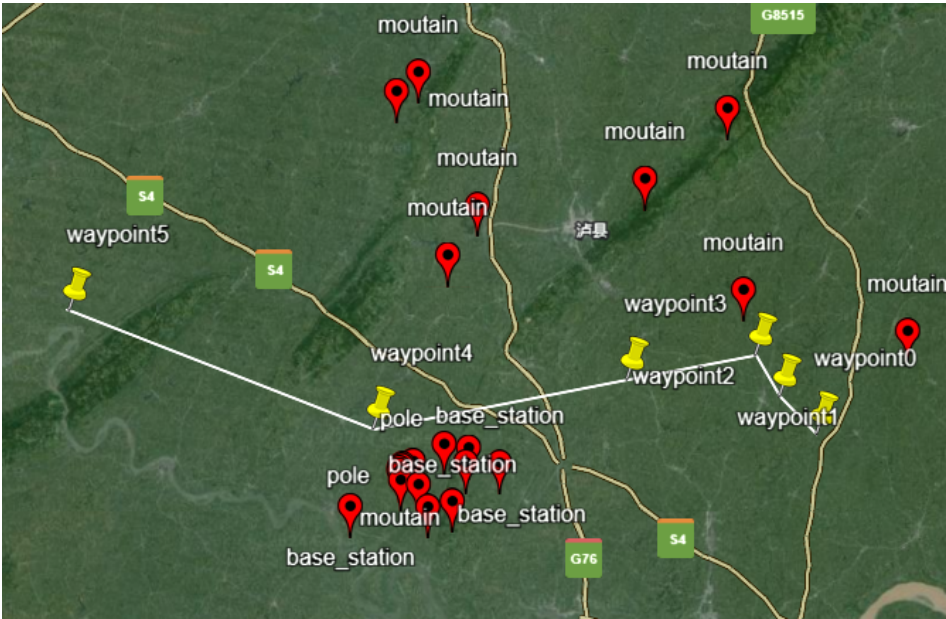 moutain
G8515
moutain
moutain
moutain
moutain
S4
moutain
waypoint5
泸县
moutain
S4
moutain
waypoint3
waypoint4
waypoint0
waypoint2
pole
base_station
waypoint1
base_station
pole
moutain
base_station
base_station
S4
G76